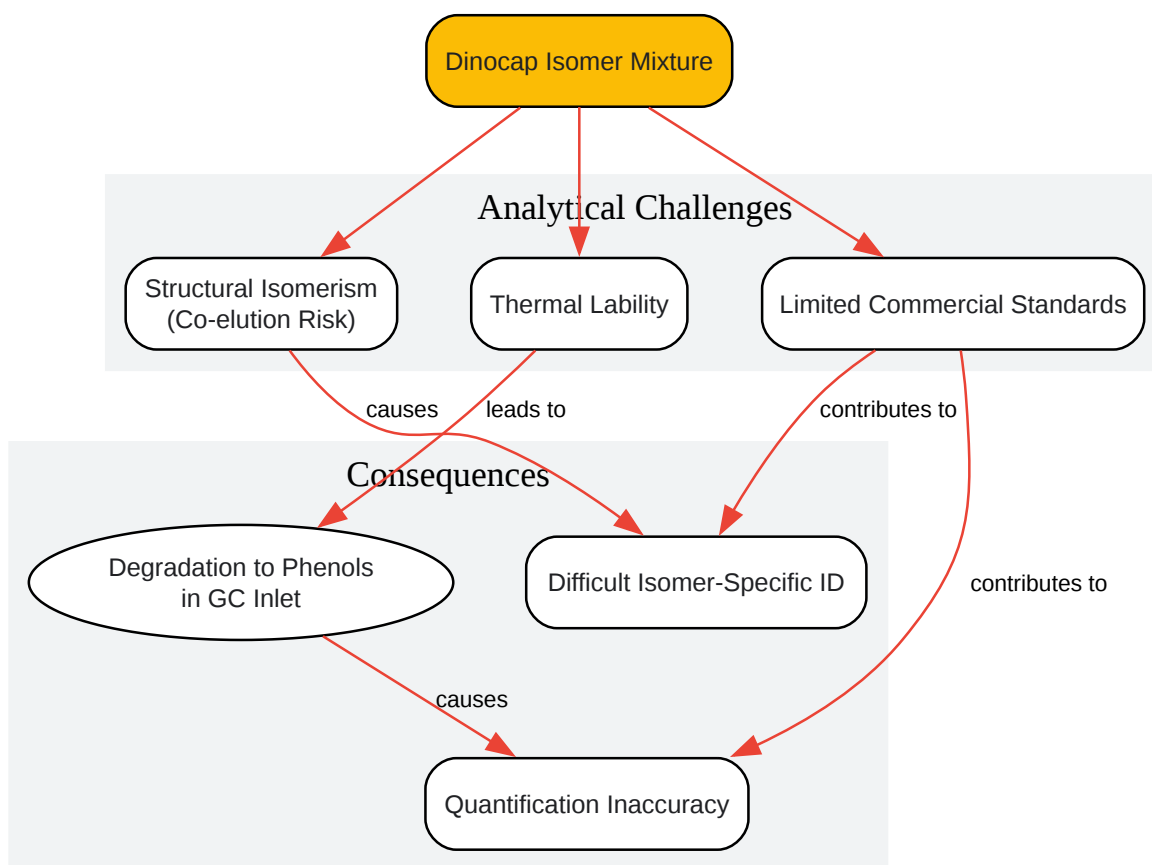 Dinocap Isomer Mixture
Analytical Challenges
Structural Isomerism
(Co-elution Risk)
Thermal Lability
Limited Commercial Standards
causes
leads to
contributes to
Consequences
Degradation to Phenols
in GC Inlet
Difficult Isomer-Specific ID
contributes to
causes
Quantification Inaccuracy